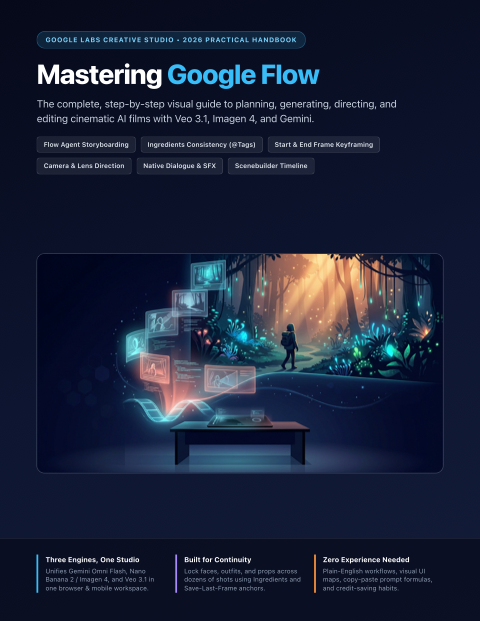 GOOGLE LABS CREATIVE STUDIO • 2026 PRACTICAL HANDBOOK
Mastering Google Flow
The complete, step-by-step visual guide to planning, generating, directing, and
editing cinematic AI films with Veo 3.1, Imagen 4, and Gemini.
Flow Agent Storyboarding
Ingredients Consistency (@Tags)
Start & End Frame Keyframing
Camera & Lens Direction
Native Dialogue & SFX
Scenebuilder Timeline
Three Engines, One Studio
Unifies Gemini Omni Flash, Nano
Banana 2 / Imagen 4, and Veo 3.1 in
one browser & mobile workspace.
Built for Continuity
Lock faces, outfits, and props across
dozens of shots using Ingredients and
Save-Last-Frame anchors.
Zero Experience Needed
Plain-English workflows, visual UI
maps, copy-paste prompt formulas,
and credit-saving habits.